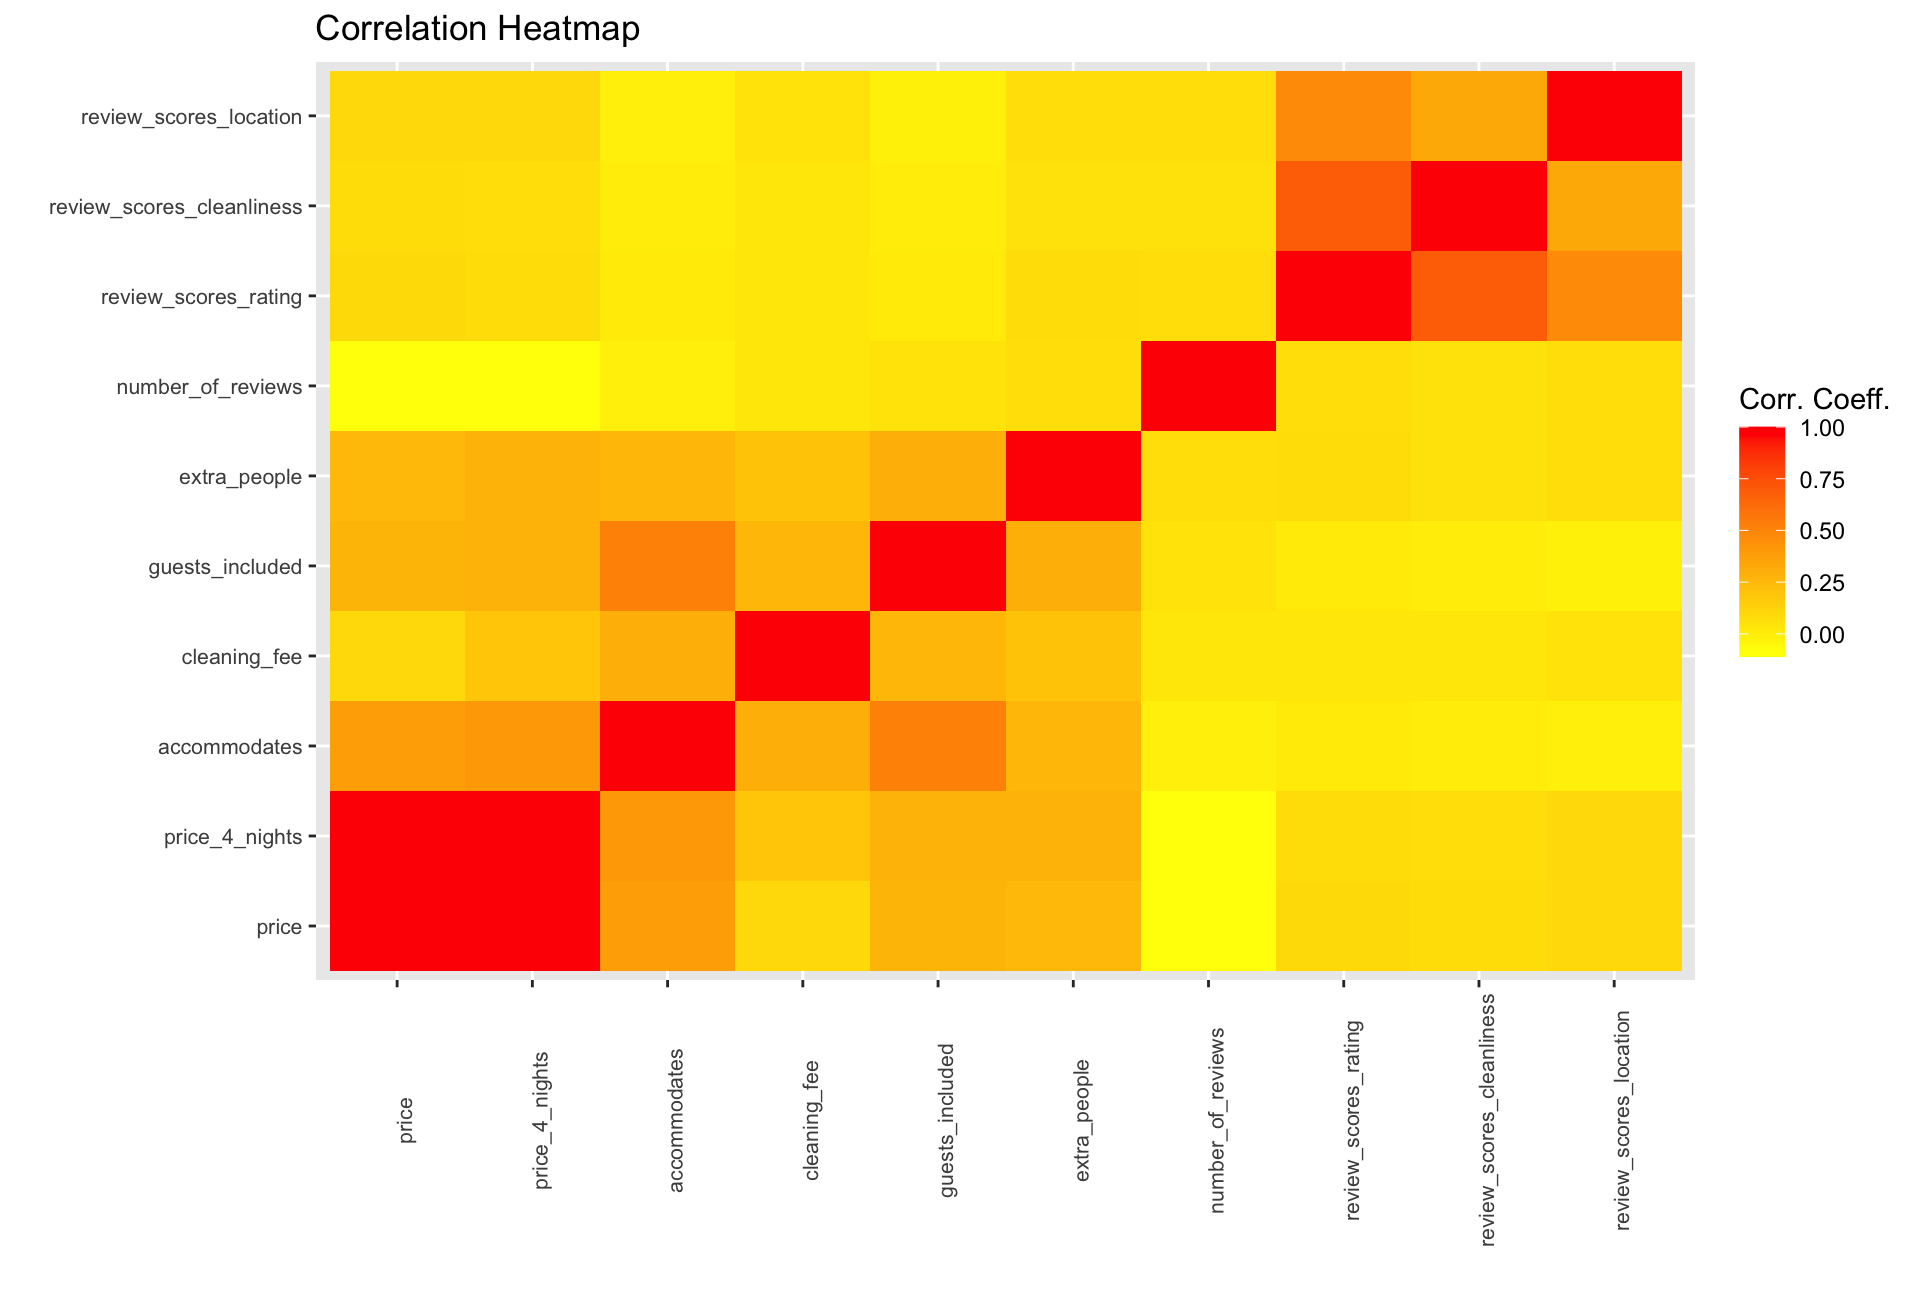 Correlation Heatmap
review_scores_location
review_scores_cleanliness
review_scores_rating
number_of_reviews
extra_people
guests_included
cleaning_fee
accommodates
price_4_nights
price
price
price_4_nights
accommodates
cleaning_fee
guests_included
extra_people
number_of_reviews
review_scores_rating
review_scores_cleanliness
review_scores_location
Corr. Coeff.
1.00
0.75
0.50
0.25
0.00